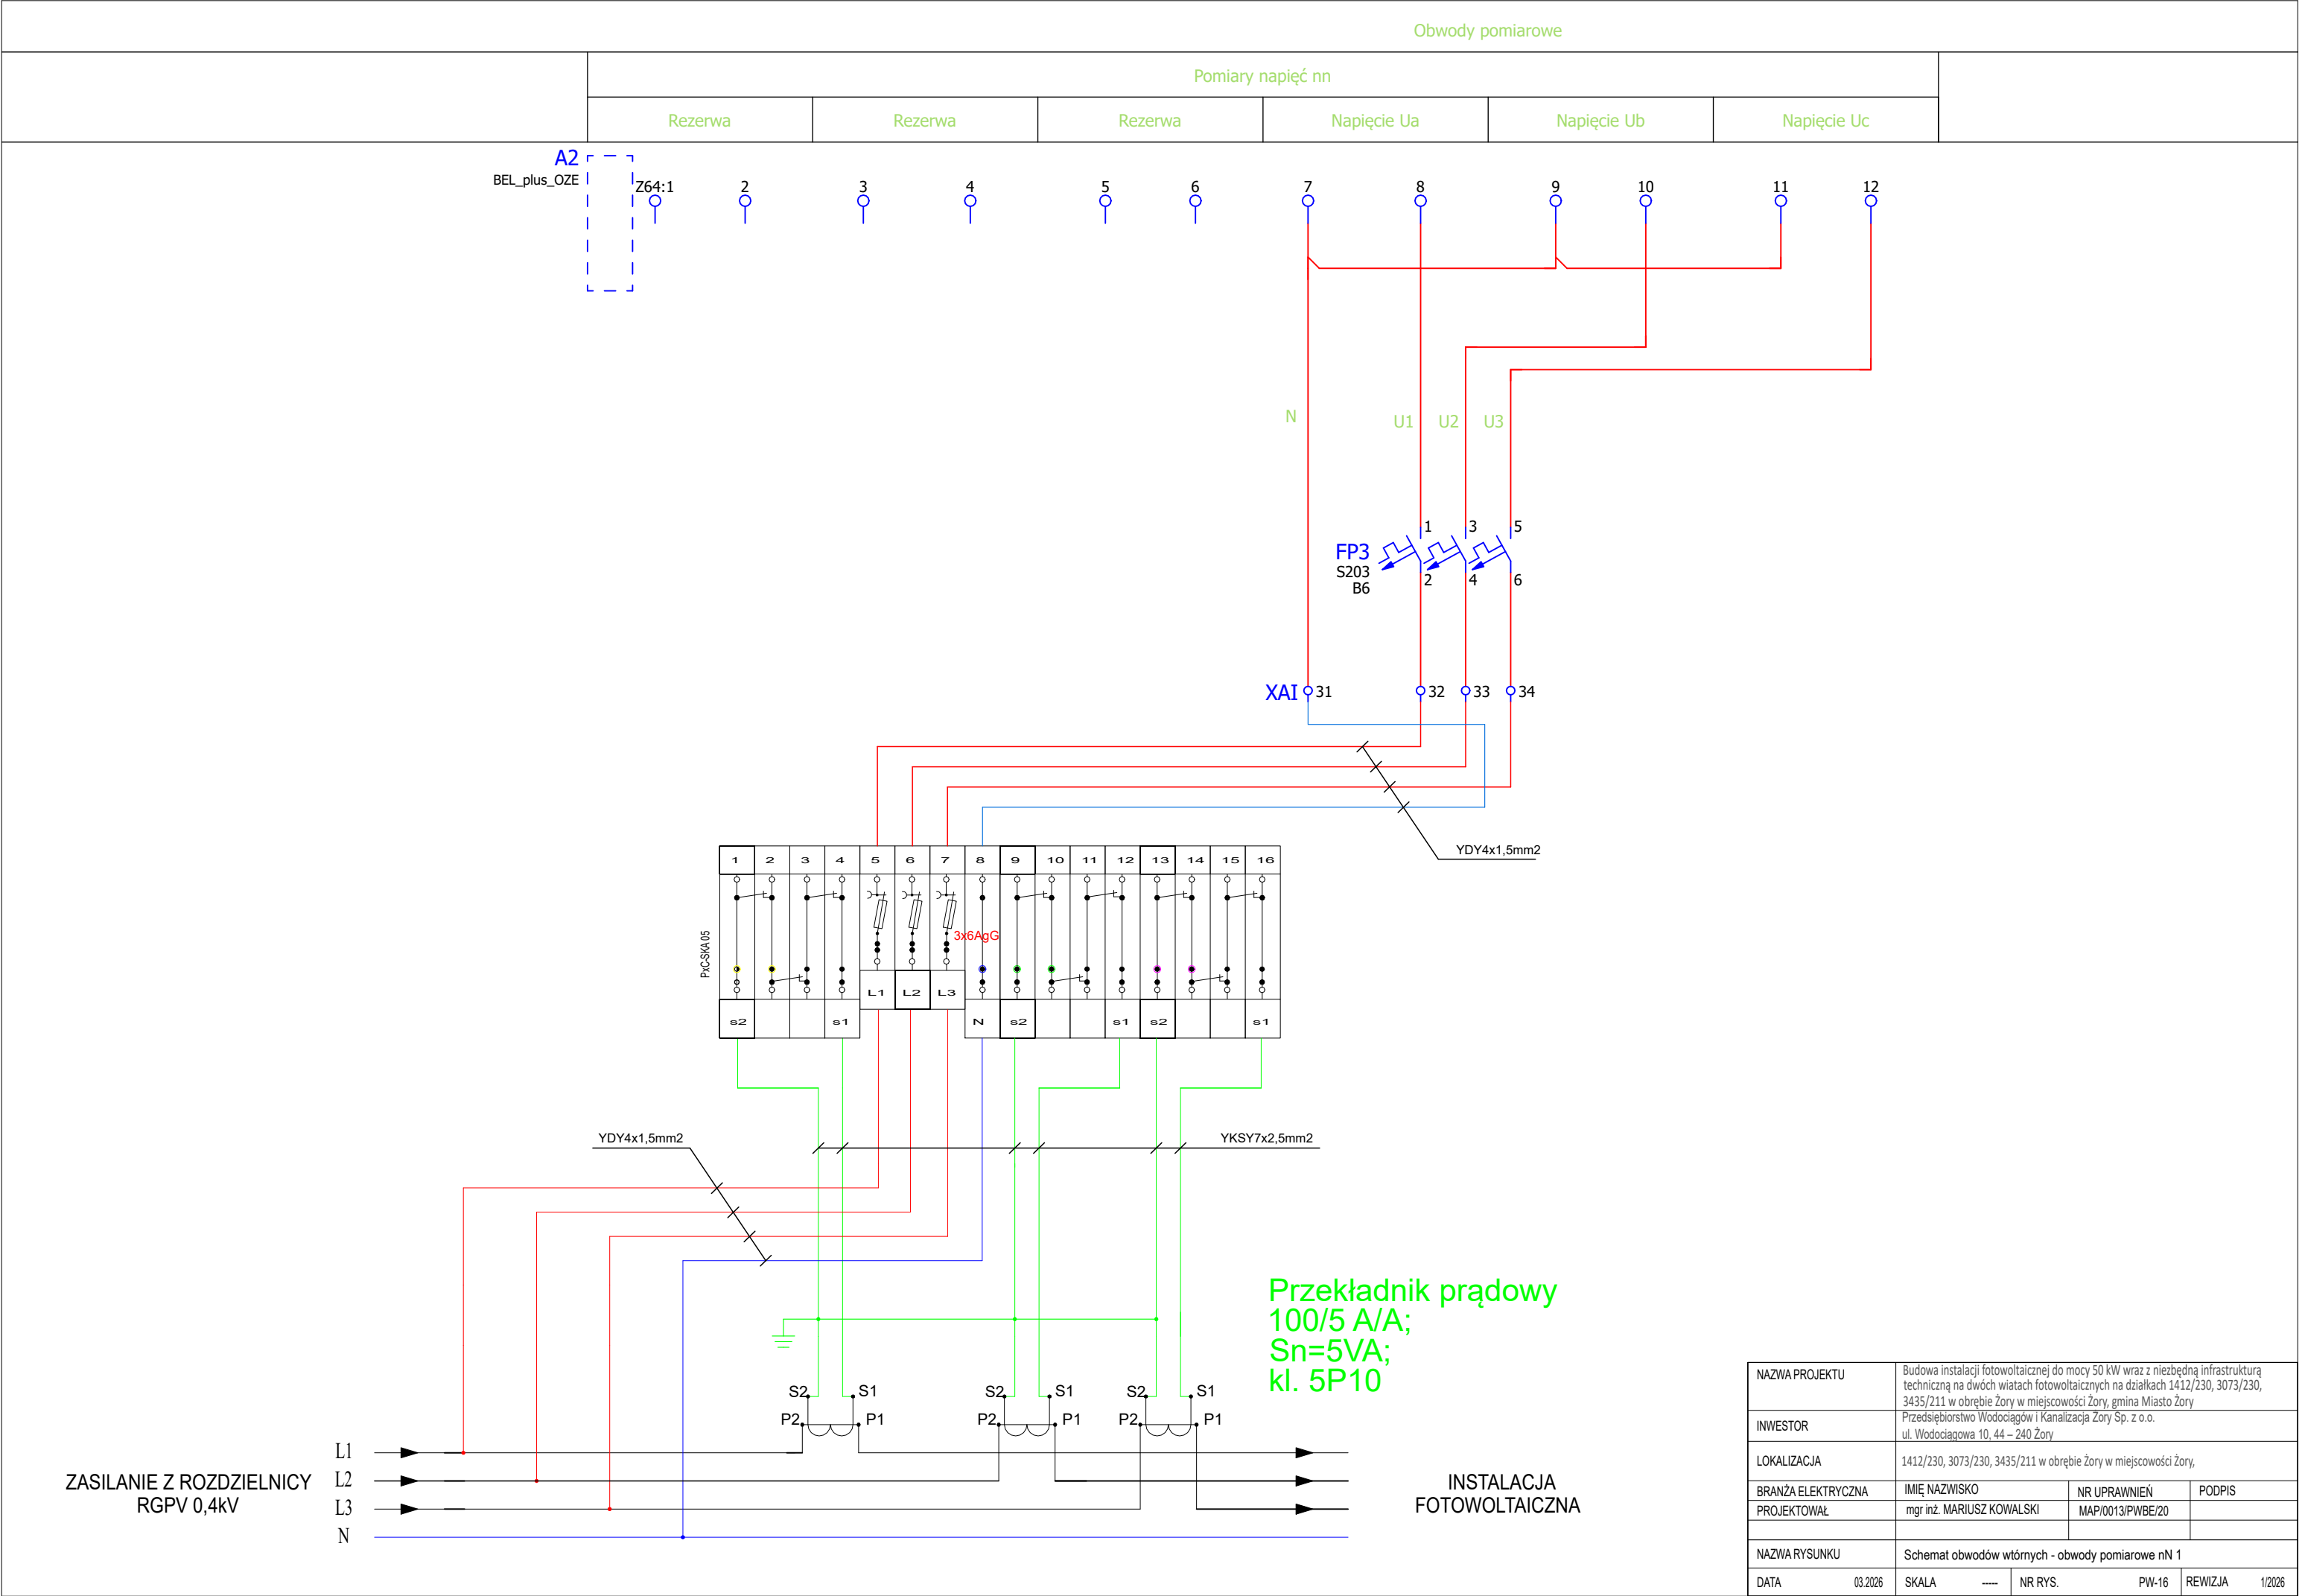 Obwody pomiarowe
Pomiary napięć nn
Rezerwa Rezerwa Rezerwa Napięcie Ua Napięcie Ub Napięcie Uc
A2
BEL_plus_OZE
Z64:1 2 3 4 5 6 7 8 9 10 11 12
N U1 U2 U3
1 3 5
FP3
S203
B6
2 4 6
XAI 31 32 33 34
YDY4x1,5mm2
1 2 3 4 5 6 7 8 9 10 11 12 13 14 15 16
PxC-SKA 05
3x6AgG
L1 L2 L3
s2 s1 N s2 s1 s2 s1
YDY4x1,5mm2 YKSY7x2,5mm2
Przekładnik prądowy
100/5 A/A;
Sn=5VA;
kl. 5P10
S2 S1 S2 S1 S2 S1
P2 P1 P2 P1 P2 P1
L1
L2
L3
N
ZASILANIE Z ROZDZIELNICY
RGPV 0,4kV
INSTALACJA
FOTOWOLTAICZNA
NAZWA PROJEKTU Budowa instalacji fotowoltaicznej do mocy 50 kW wraz z niezbędną infrastrukturą
techniczną na dwóch wiatach fotowoltaicznych na działkach 1412/230, 3073/230,
3435/211 w obrębie Żory w miejscowości Żory, gmina Miasto Żory
INWESTOR Przedsiębiorstwo Wodociągów i Kanalizacja Żory Sp. z o.o.
ul. Wodociągowa 10, 44 – 240 Żory
LOKALIZACJA 1412/230, 3073/230, 3435/211 w obrębie Żory w miejscowości Żory,
BRANŻA ELEKTRYCZNA IMIĘ NAZWISKO NR UPRAWNIEŃ PODPIS
PROJEKTOWAŁ mgr inż. MARIUSZ KOWALSKI MAP/0013/PWBE/20
NAZWA RYSUNKU Schemat obwodów wtórnych - obwody pomiarowe nN 1
DATA 03.2026 SKALA ----- NR RYS. PW-16 REWIZJA 1/2026